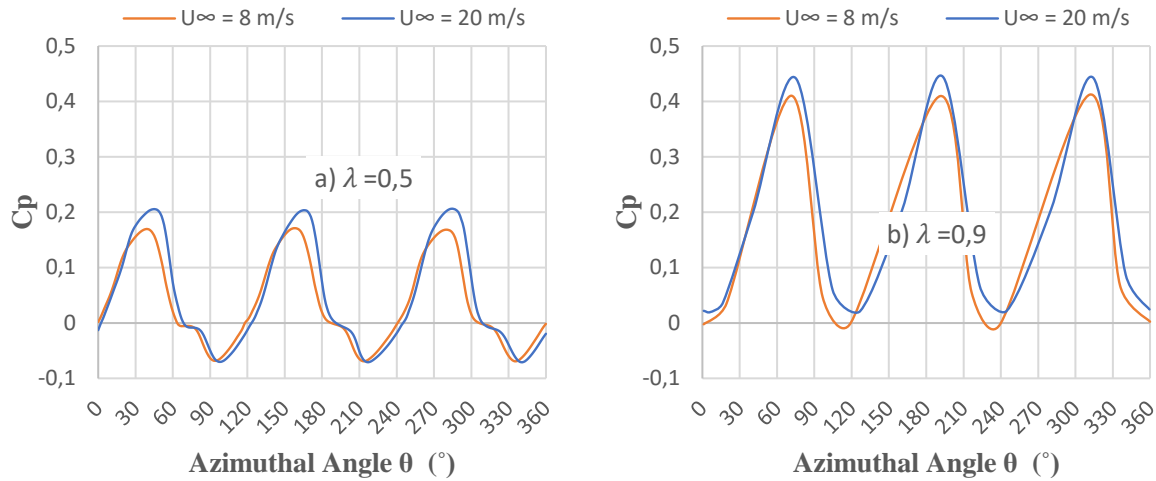 U∞ = 8 m/s U∞ = 20 m/s
0,5
0,4
0,3
0,2
0,1
0
-0,1
Cp
a) λ =0,5
0 30 60 90 120 150 180 210 240 270 300 330 360
Azimuthal Angle θ (°)
U∞ = 8 m/s U∞ = 20 m/s
0,5
0,4
0,3
0,2
0,1
0
-0,1
Cp
b) λ =0,9
0 30 60 90 120 150 180 210 240 270 300 330 360
Azimuthal Angle θ (°)